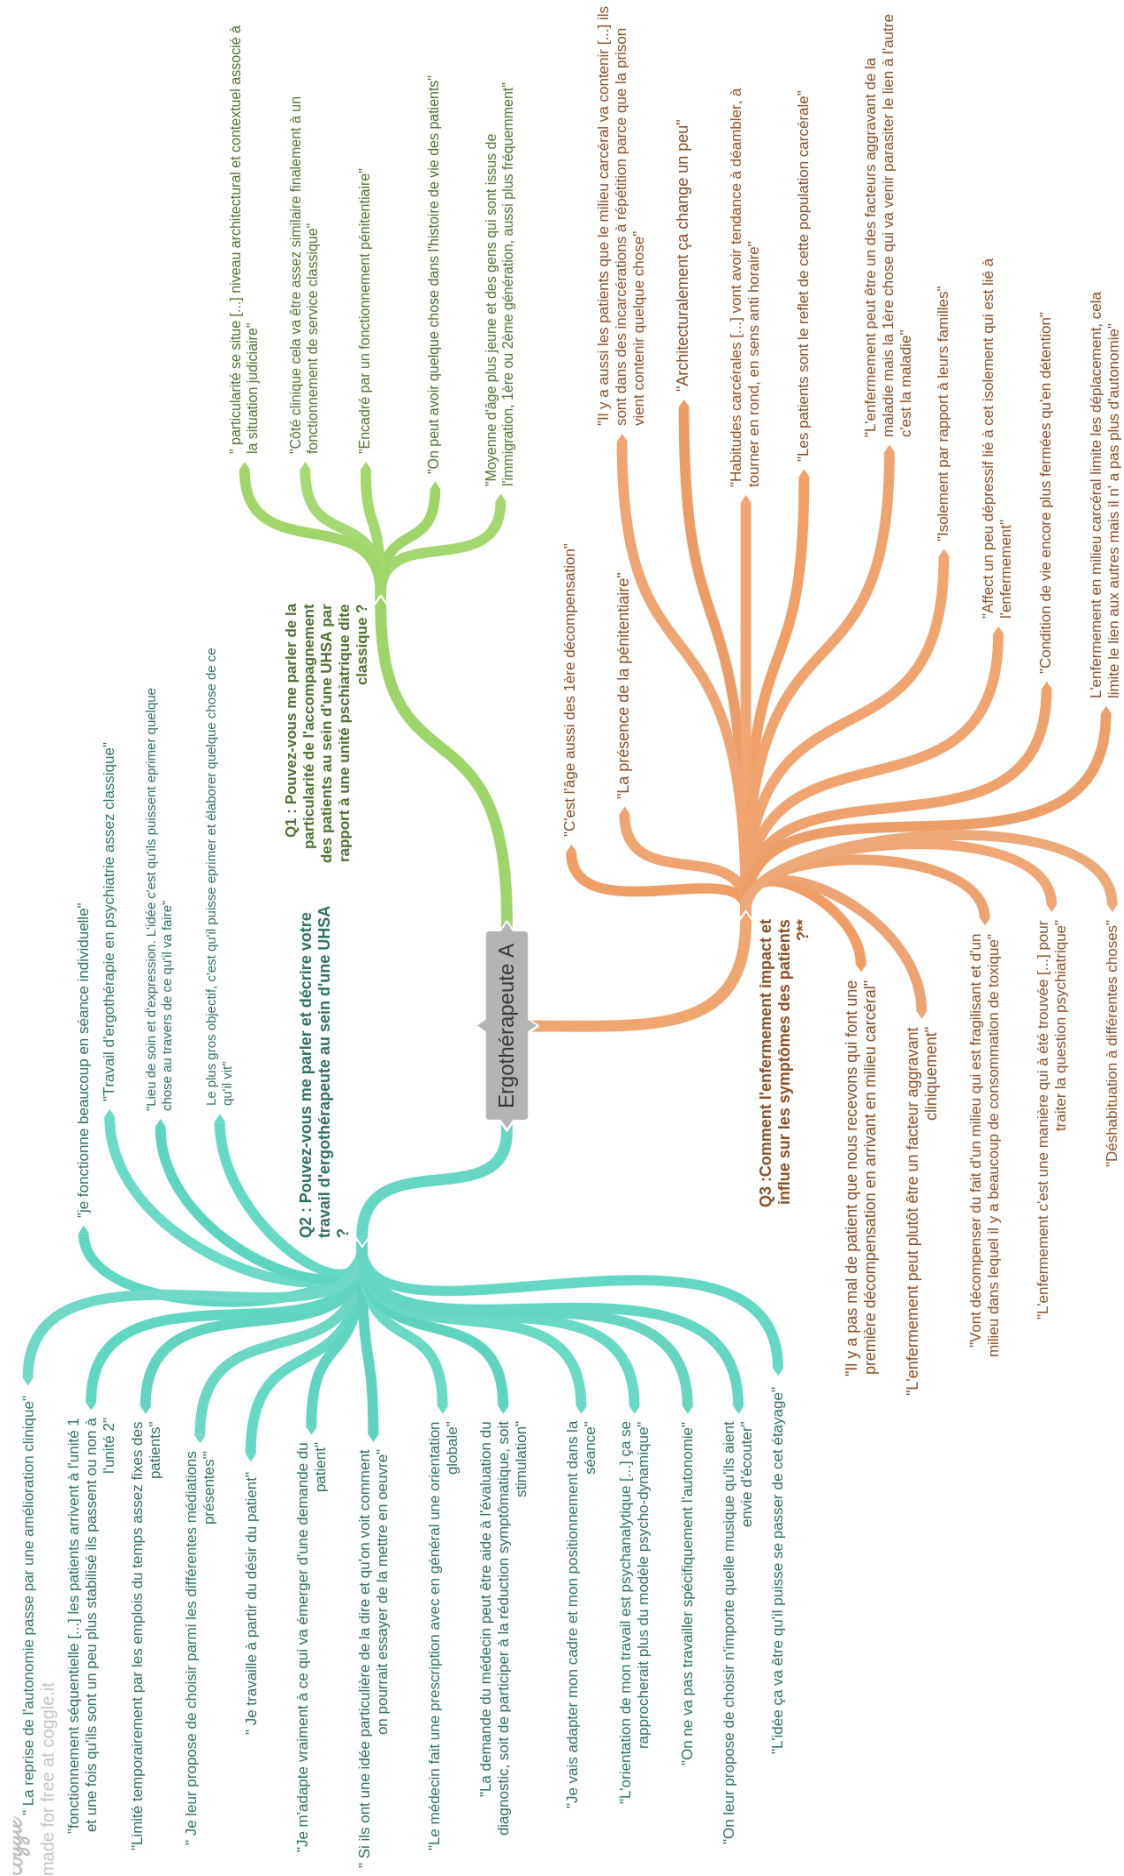 Ergothérapeute A
Q1 : Pouvez-vous me parler de la
particularité de l'accompagnement
des patients au sein d'une UHSA par
rapport à une unité pschiatrique dite
classique ?
" particularité se situe [...] niveau architectural et contextuel associé à
la situation judiciaire"
"Côté clinique cela va être assez similaire finalement à un
fonctionnement de service classique"
"Encadré par un fonctionnement pénitentiaire"
"On peut avoir quelque chose dans l'histoire de vie des patients"
"Moyenne d'âge plus jeune et des gens qui sont issus de
l'immigration, 1ère ou 2ème génération, aussi plus fréquemment"
Q2 : Pouvez-vous me parler et décrire votre
travail d'ergothérapeute au sein d'une UHSA
?
"je fonctionne beaucoup en séance individuelle"
"Travail d'ergothérapie en psychiatrie assez classique"
"Lieu de soin et d'expression. L'idée c'est qu'ils puissent eprimer quelque
chose au travers de ce qu'il va faire"
Le plus gros objectif, c'est qu'il puisse eprimer et élaborer quelque chose de ce
qu'il vit"
" La reprise de l'autonomie passe par une amélioration clinique"
"fonctionnement séquentielle [...] les patients arrivent à l'unité 1
et une fois qu'ils sont un peu plus stabilisé ils passent ou non à
l'unité 2"
"Limité temporairement par les emplois du temps assez fixes des
patients"
" Je leur propose de choisir parmi les différentes médiations
présentes'"
" Je travaille à partir du désir du patient"
"Je m'adapte vraiment à ce qui va émerger d'une demande du
patient"
" Si ils ont une idée particulière de la dire et qu'on voit comment
on pourrait essayer de la mettre en oeuvre"
"Le médecin fait une prescription avec en général une orientation
globale"
"La demande du médecin peut être aide à l'évaluation du
diagnostic, soit de participer à la réduction symptômatique, soit
stimulation"
"Je vais adapter mon cadre et mon positionnement dans la
séance"
"L'orientation de mon travail est psychanalytique [...] ça se
rapprocherait plus du modèle psycho-dynamique"
"On ne va pas travailler spécifiquement l'autonomie"
"On leur propose de choisir n'importe quelle musique qu'ils aient
envie d'écouter"
"L'idée ça va être qu'il puisse se passer de cet étayage"
Q3 :Comment l'enfermement impact et
influe sur les symptômes des patients
?**
"C'est l'âge aussi des 1ère décompensation"
"La présence de la pénitentiaire"
"Il y a aussi les patients que le milieu carcéral va contenir [...] ils
sont dans des incarcérations à répétition parce que la prison
vient contenir quelque chose"
"Architecturalement ça change un peu"
"Habitudes carcérales [...] vont avoir tendance à déambler, à
tourner en rond, en sens anti horaire"
"Les patients sont le reflet de cette population carcérale"
"L'enfermement peut être un des facteurs aggravant de la
maladie mais la 1ère chose qui va venir parasiter le lien à l'autre
c'est la maladie"
"Isolement par rapport à leurs familles"
"Affect un peu dépressif lié à cet isolement qui est lié à
l'enfermement"
"Condition de vie encore plus fermées qu'en détention"
L'enfermement en milieu carcéral limite les déplacement, cela
limite le lien aux autres mais il n' a pas plus d'autonomie"
"Il y a pas mal de patient que nous recevons qui font une
première décompensation en arrivant en milieu carcéral"
"L'enfermement peut plutôt être un facteur aggravant
cliniquement"
"Vont décompenser du fait d'un milieu qui est fragilisant et d'un
milieu dans lequel il y a beaucoup de consommation de toxique"
"L'enfermement c'est une manière qui à été trouvée [...] pour
traiter la question psychiatrique"
"Déshabituation à différentes choses"
coggle
made for free at coggle.it